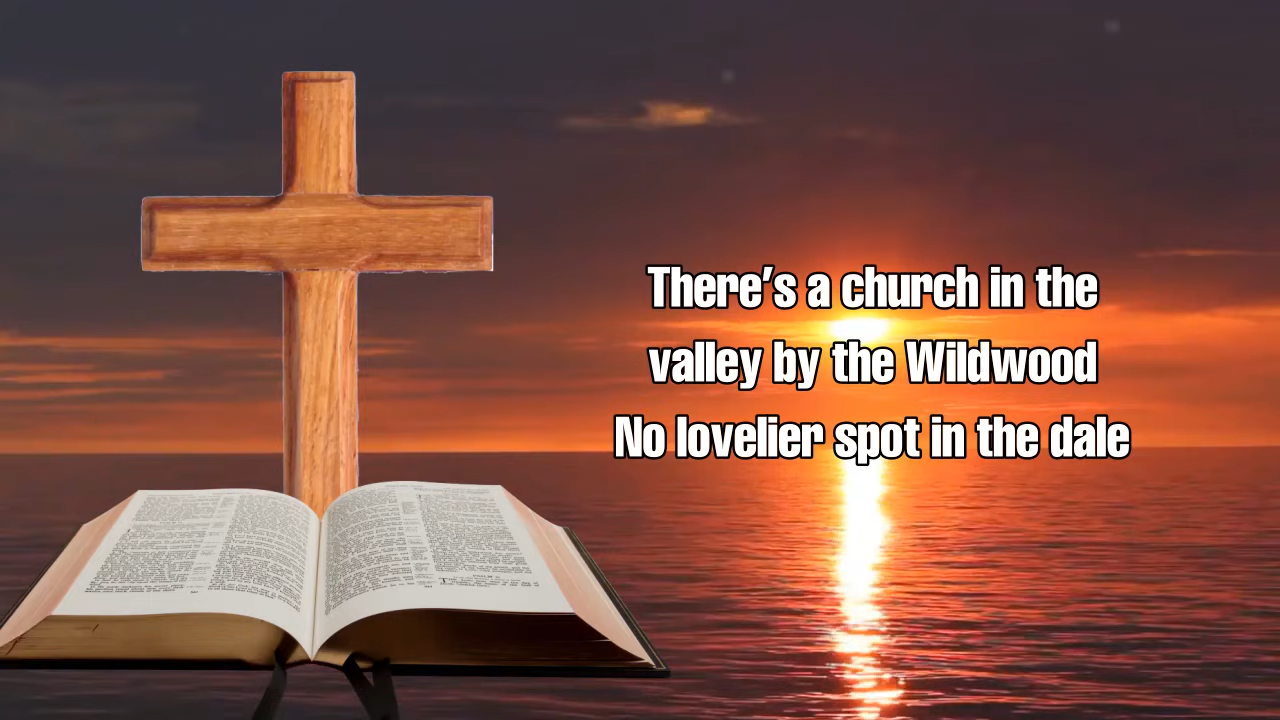 There's a church in the
valley by the Wildwood
No lovelier spot in the dale